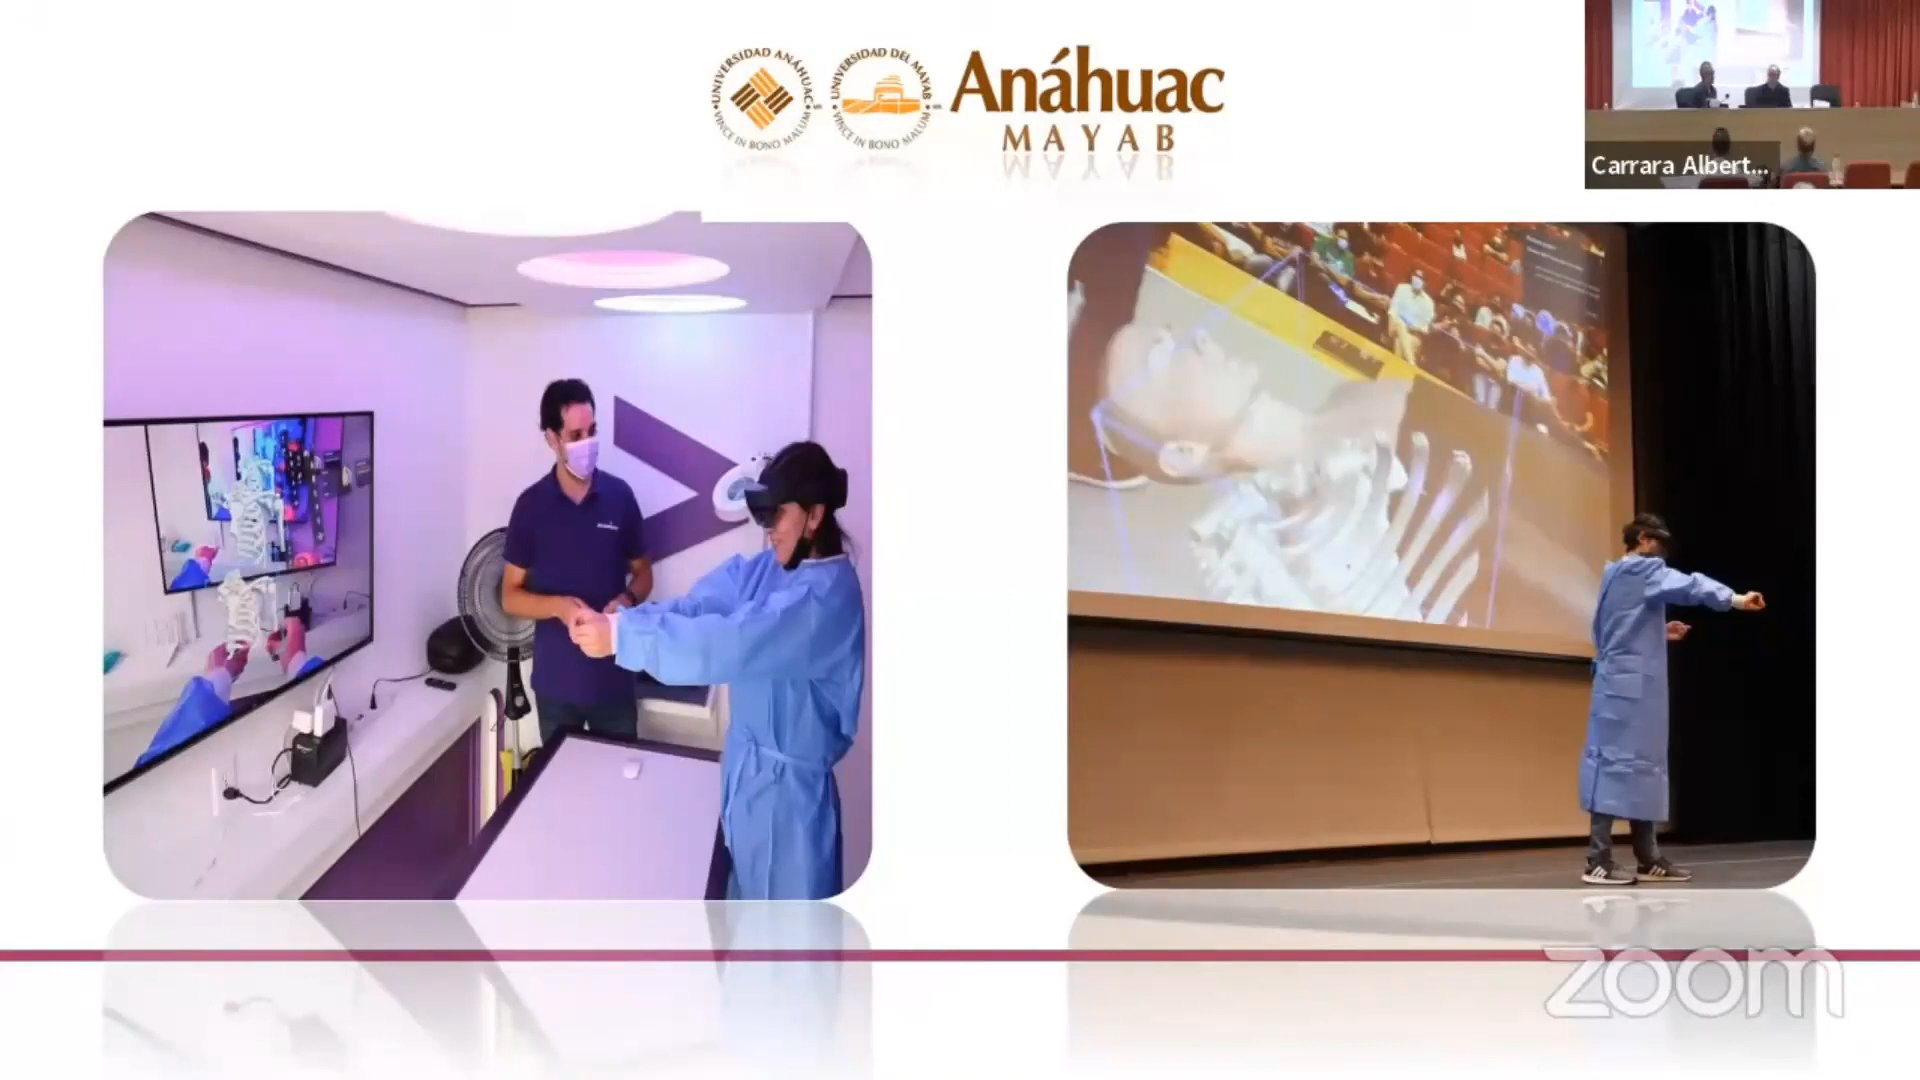 UNIVERSIDAD ANÁHUAC
VINCE IN BONO MALUM
UNIVERSIDAD DEL MAYAB
VINCE IN BONO MALUM
Anáhuac
MAYAB
Carrara Albert...
zoom